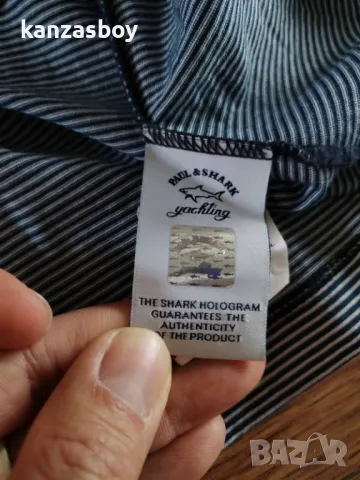 kanzasboy
PAUL & SHARK
yachting
THE SHARK HOLOGRAM
GUARANTEES THE
AUTHENTICITY
OF THE PRODUCT
BAZAR